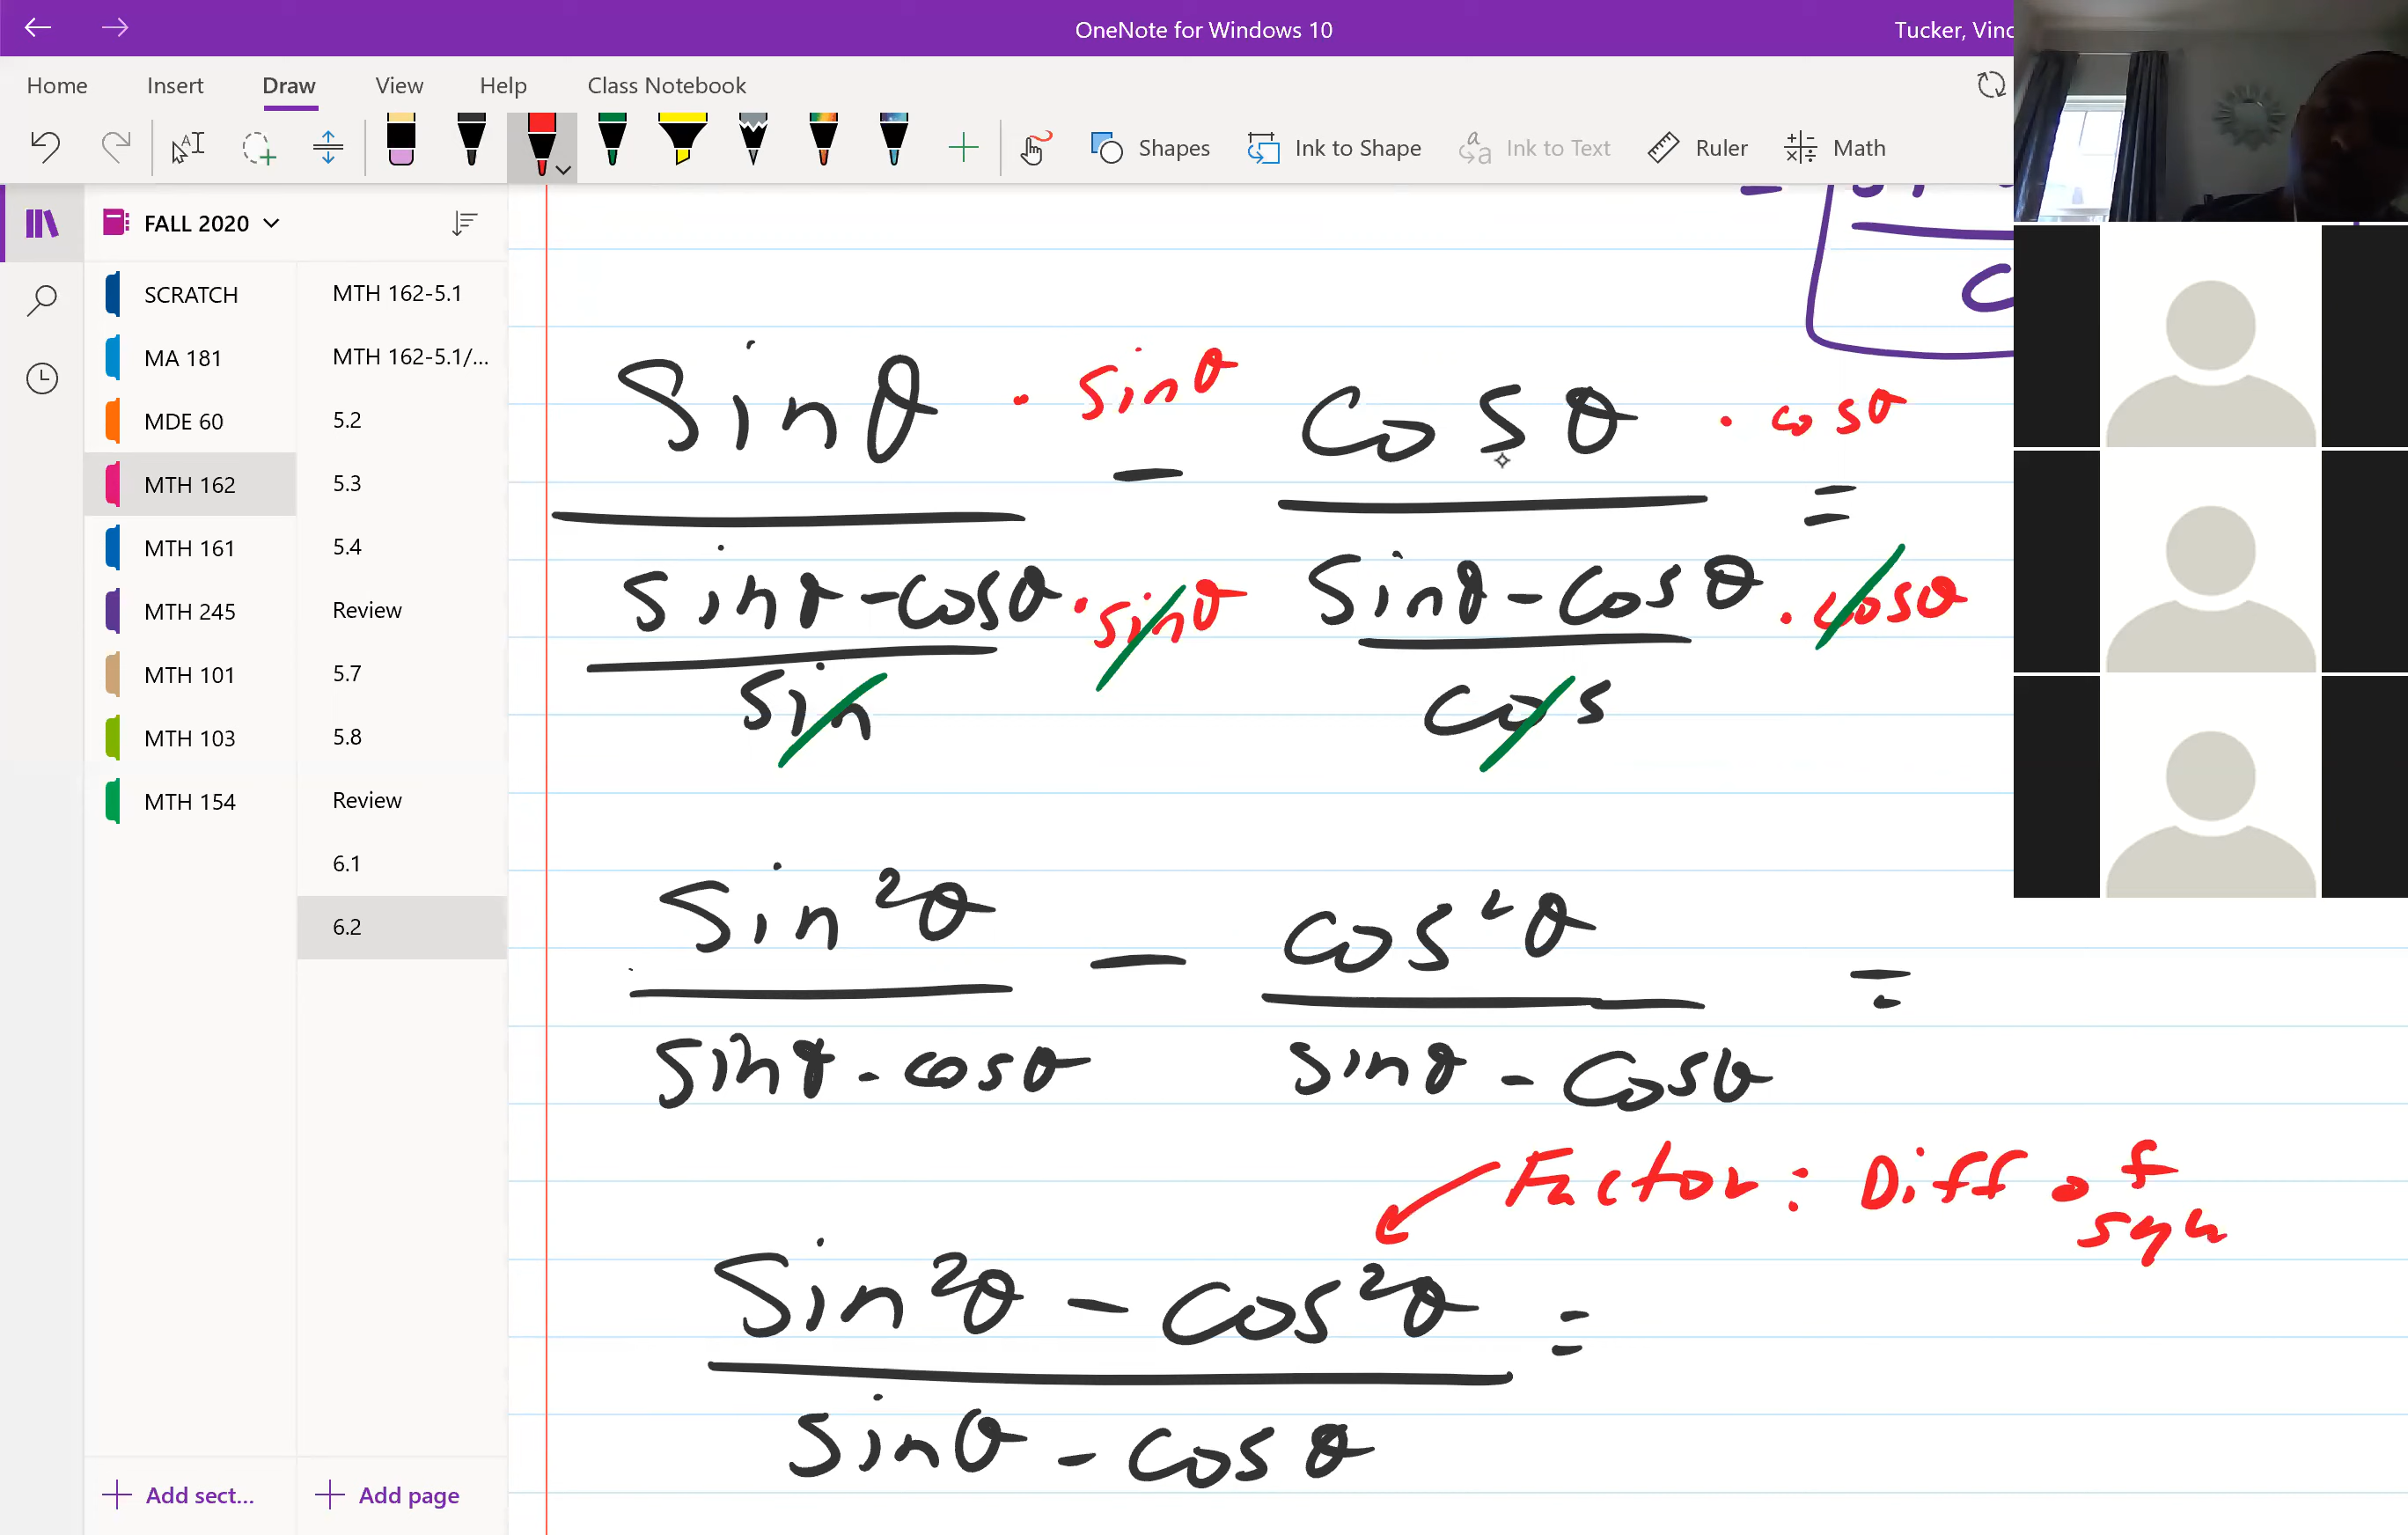 OneNote for Windows 10
Tucker, Vinc
Home Insert Draw View Help Class Notebook
Shapes Ink to Shape Ink to Text Ruler Math
FALL 2020
SCRATCH
MA 181
MDE 60
MTH 162
MTH 161
MTH 245
MTH 101
MTH 103
MTH 154
MTH 162-5.1
MTH 162-5.1/...
5.2
5.3
5.4
Review
5.7
5.8
Review
6.1
6.2
+ Add sect...
+ Add page
sinθ · sinθ − cosθ · cosθ =
sinθ − cosθ · sinθ sinθ − cosθ · cosθ
sin cos
sin²θ − cos²θ =
sinθ - cosθ sinθ - cosθ
Factor: Diff of
squ
sin²θ − cos²θ =
sinθ - cosθ